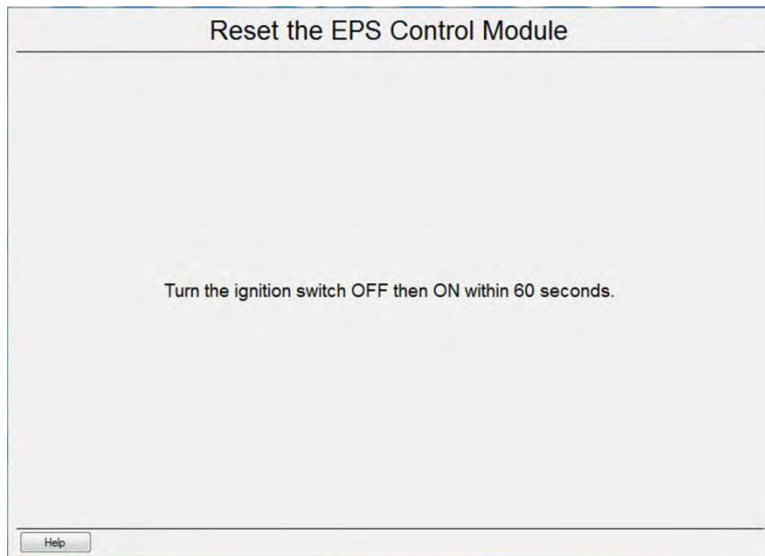 Reset the EPS Control Module
Turn the ignition switch OFF then ON within 60 seconds.
Help